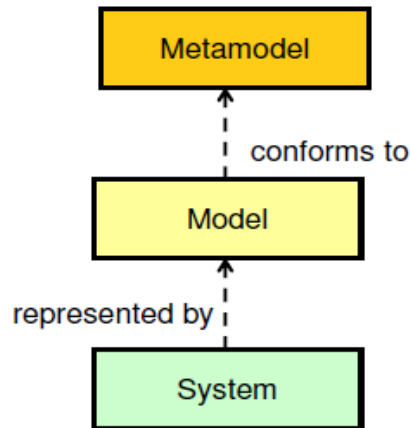 Metamodel
conforms to
Model
represented by
System